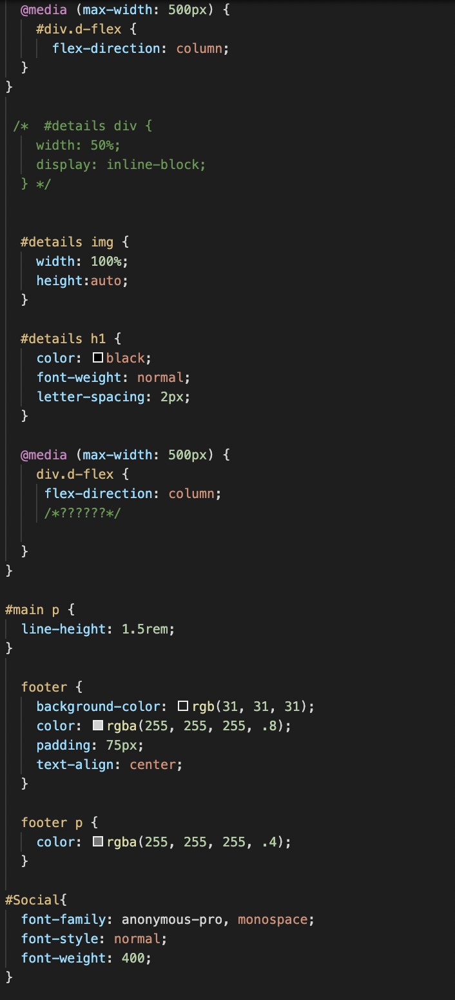 @media (max-width: 500px) {
#div.d-flex {
flex-direction: column;
}
}
/*  #details div {
width: 50%;
display: inline-block;
} */
#details img {
width: 100%;
height:auto;
}
#details h1 {
color: black;
font-weight: normal;
letter-spacing: 2px;
}
@media (max-width: 500px) {
div.d-flex {
flex-direction: column;
/*??????*/
}
}
#main p {
line-height: 1.5rem;
}
footer {
background-color: rgb(31, 31, 31);
color: rgba(255, 255, 255, .8);
padding: 75px;
text-align: center;
}
footer p {
color: rgba(255, 255, 255, .4);
}
#Social{
font-family: anonymous-pro, monospace;
font-style: normal;
font-weight: 400;
}